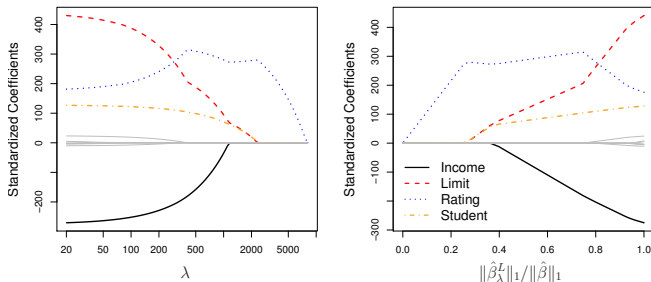 Standardized Coefficients
400
300
200
100
0
−200
20 50 100 200 500 2000 5000
λ
Standardized Coefficients
400
300
200
100
0
−100
−300
0.0 0.2 0.4 0.6 0.8 1.0
Income
Limit
Rating
Student
‖β̂λᴸ‖₁/‖β̂‖₁